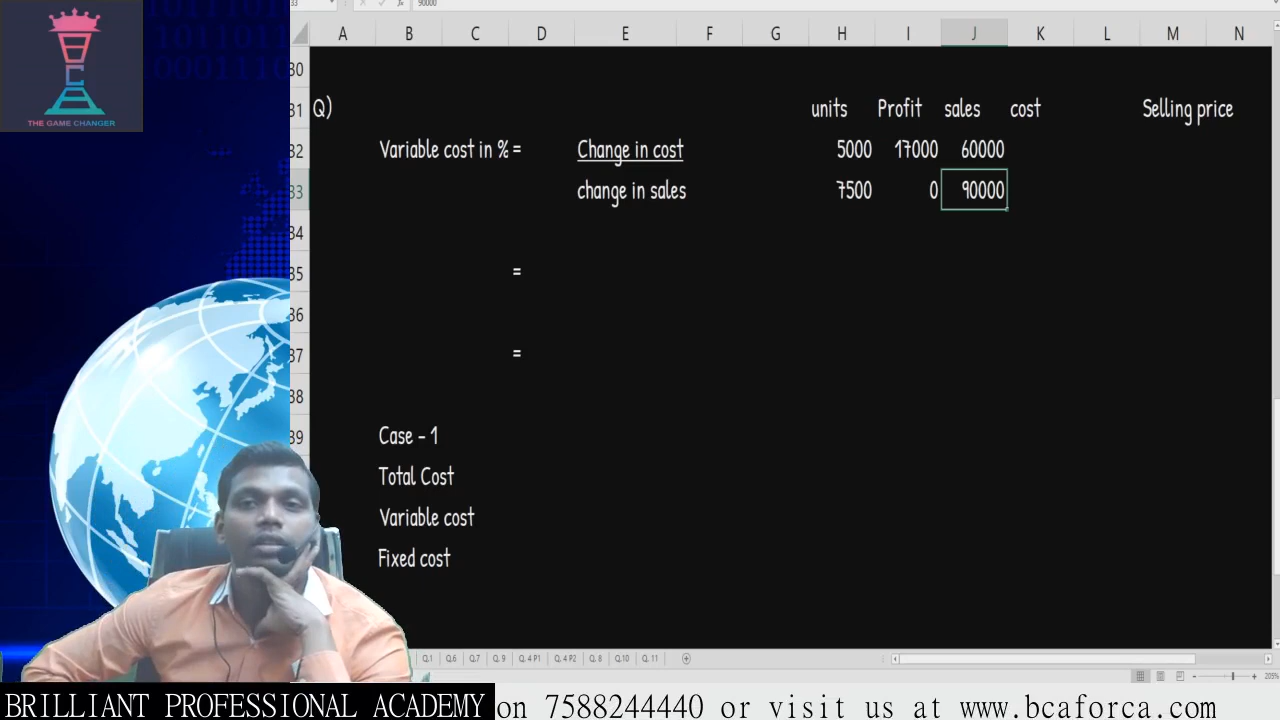 90000
A B C D E F G H I J K L M N
30
31 Q) units Profit sales cost Selling price
32 Variable cost in % = Change in cost 5000 17000 60000
33 change in sales 7500 0 90000
34
35 =
36
37 =
38
39 Case - 1
Total Cost
Variable cost
Fixed cost
THE GAME CHANGER
Q.1 Q.6 Q.7 Q. 9 Q. 4 P1 Q. 4 P2 Q. 8 Q.10 Q. 11
205%
BRILLIANT PROFESSIONAL ACADEMY on 7588244440 or visit us at www.bcaforca.com